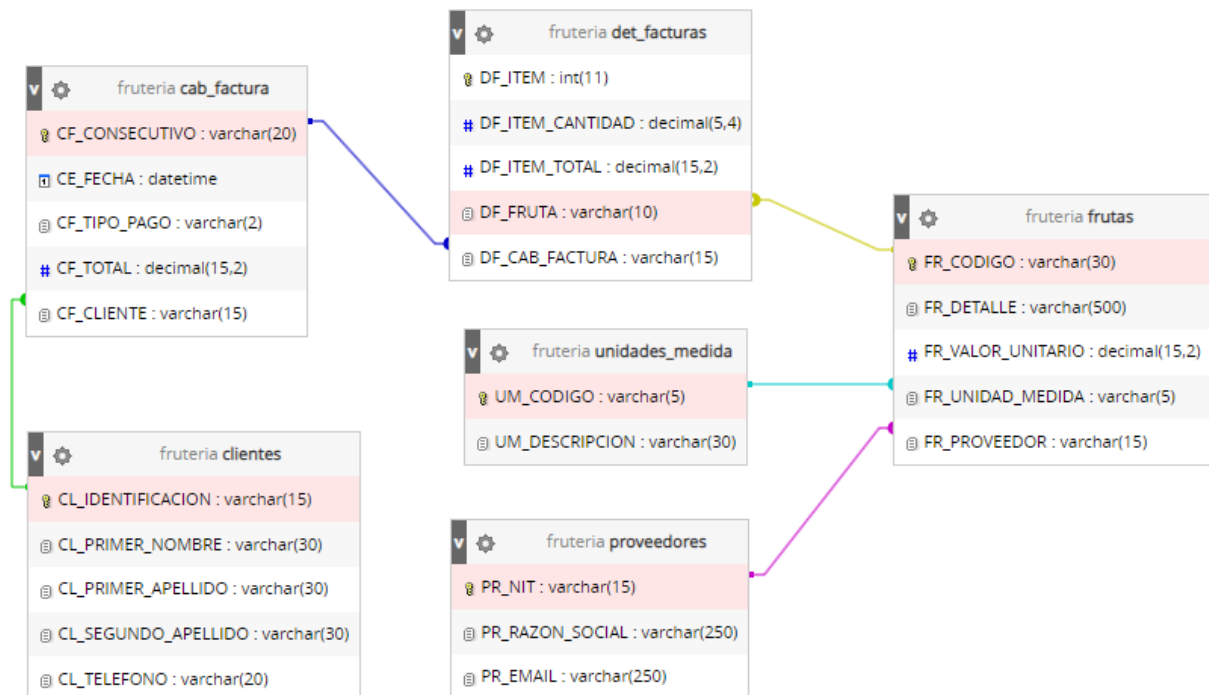 v fruteria det_facturas
DF_ITEM : int(11)
# DF_ITEM_CANTIDAD : decimal(5,4)
# DF_ITEM_TOTAL : decimal(15,2)
DF_FRUTA : varchar(10)
DF_CAB_FACTURA : varchar(15)
v fruteria cab_factura
CF_CONSECUTIVO : varchar(20)
CE_FECHA : datetime
CF_TIPO_PAGO : varchar(2)
# CF_TOTAL : decimal(15,2)
CF_CLIENTE : varchar(15)
v fruteria frutas
FR_CODIGO : varchar(30)
FR_DETALLE : varchar(500)
# FR_VALOR_UNITARIO : decimal(15,2)
FR_UNIDAD_MEDIDA : varchar(5)
FR_PROVEEDOR : varchar(15)
v fruteria unidades_medida
UM_CODIGO : varchar(5)
UM_DESCRIPCION : varchar(30)
v fruteria clientes
CL_IDENTIFICACION : varchar(15)
CL_PRIMER_NOMBRE : varchar(30)
CL_PRIMER_APELLIDO : varchar(30)
CL_SEGUNDO_APELLIDO : varchar(30)
CL_TELEFONO : varchar(20)
v fruteria proveedores
PR_NIT : varchar(15)
PR_RAZON_SOCIAL : varchar(250)
PR_EMAIL : varchar(250)